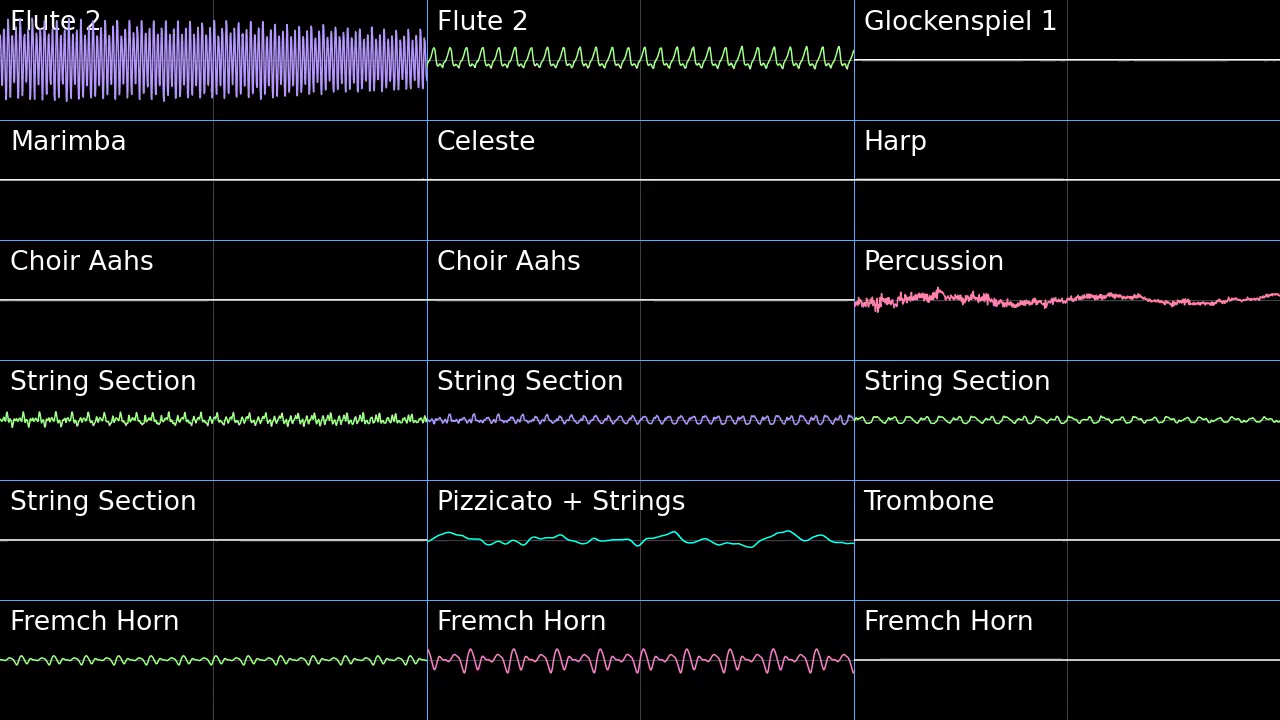 Flute 2
Flute 2
Glockenspiel 1
Marimba
Celeste
Harp
Choir Aahs
Choir Aahs
Percussion
String Section
String Section
String Section
String Section
Pizzicato + Strings
Trombone
Fremch Horn
Fremch Horn
Fremch Horn